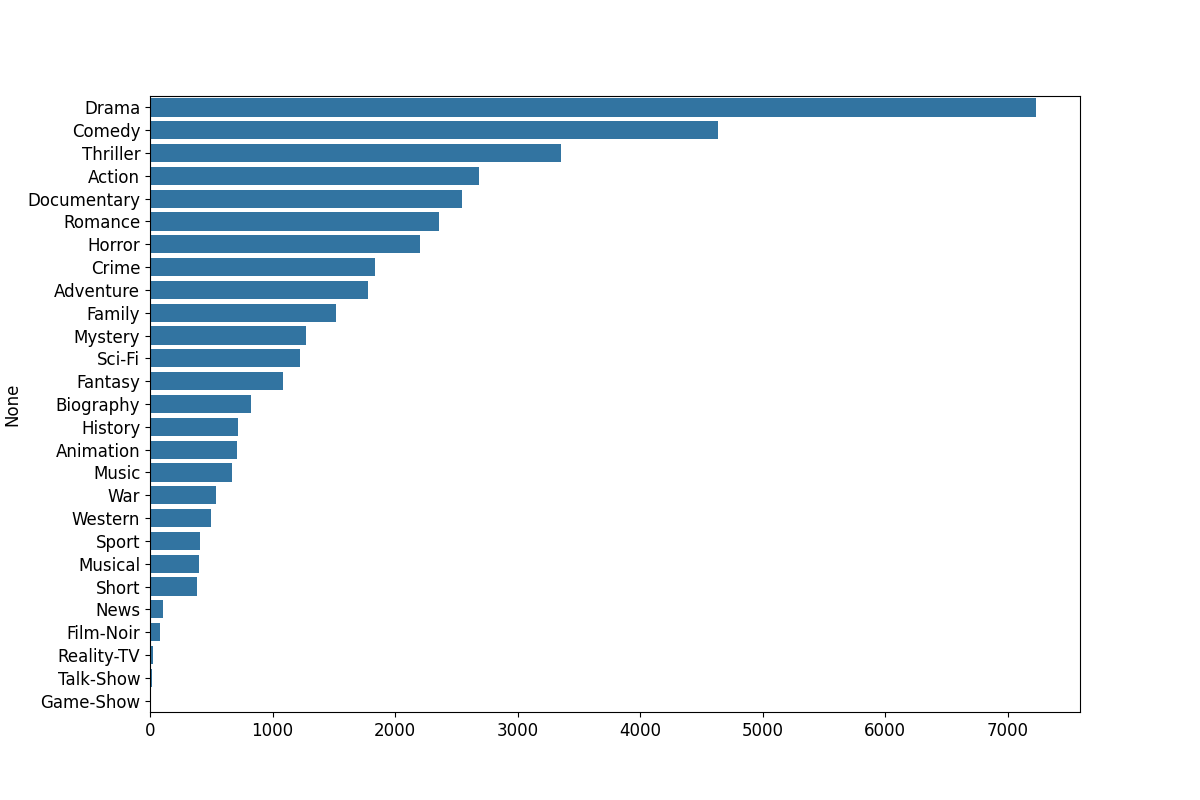 Drama
Comedy
Thriller
Action
Documentary
Romance
Horror
Crime
Adventure
Family
Mystery
Sci-Fi
Fantasy
Biography
History
Animation
Music
War
Western
Sport
Musical
Short
News
Film-Noir
Reality-TV
Talk-Show
Game-Show
None
0 1000 2000 3000 4000 5000 6000 7000